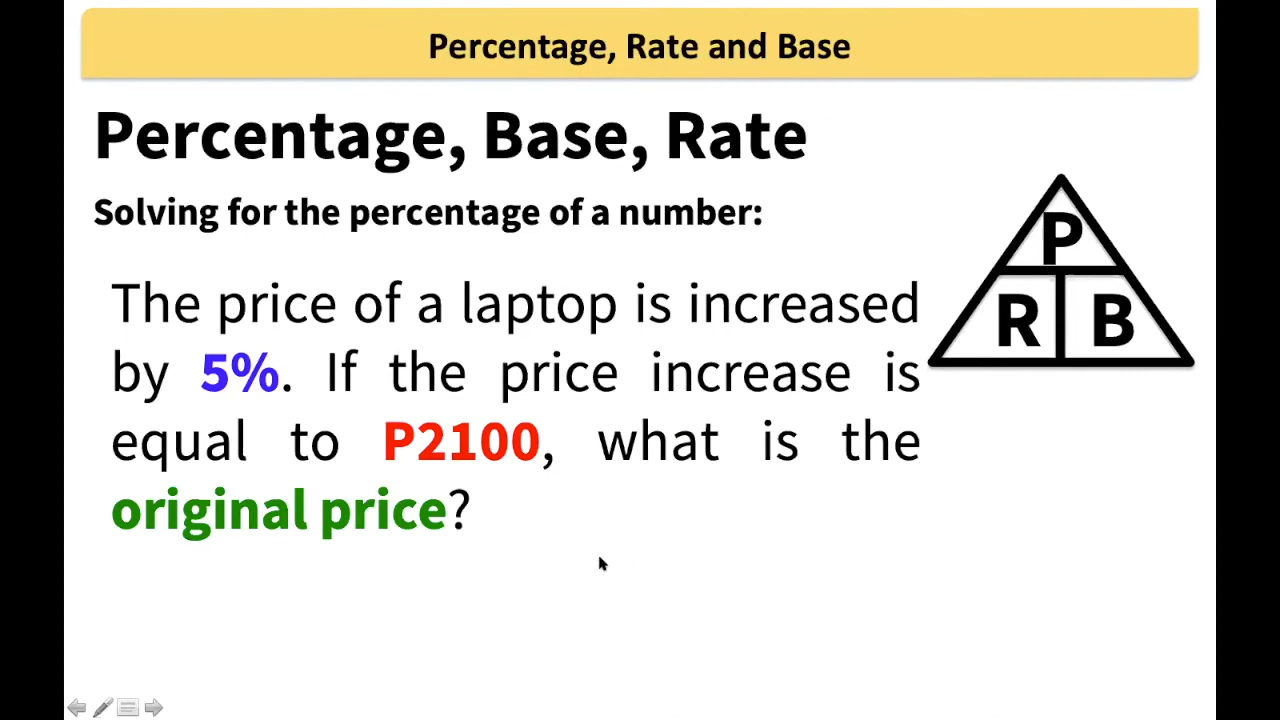 Percentage, Rate and Base
Percentage, Base, Rate
Solving for the percentage of a number:
The price of a laptop is increased
by 5%. If the price increase is
equal to P2100, what is the
original price?
P
R B